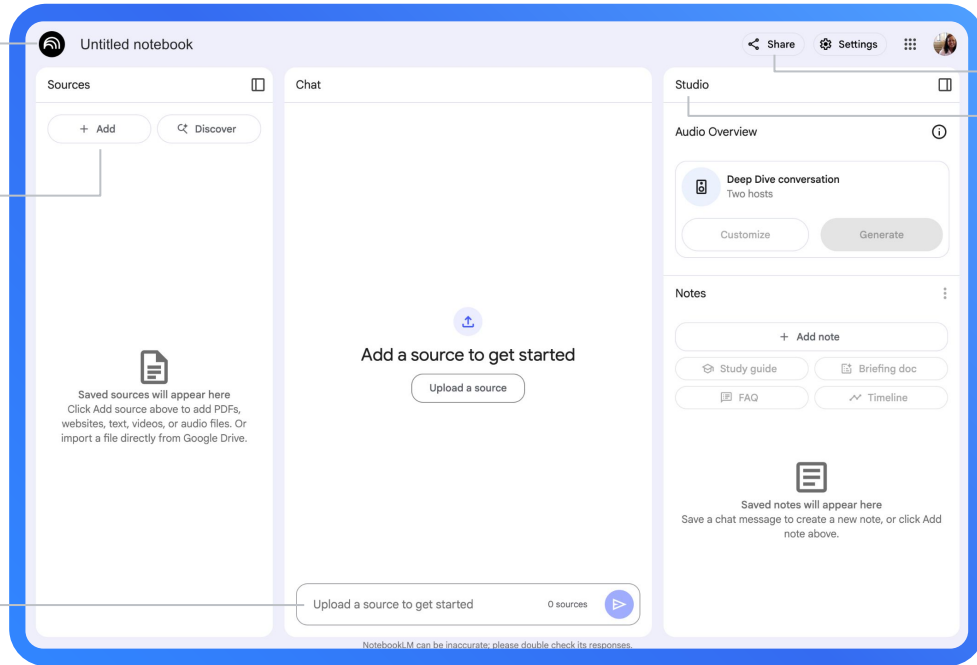 Untitled notebook
Share
Settings
Sources
+ Add
Discover
Saved sources will appear here
Click Add source above to add PDFs,
websites, text, videos, or audio files. Or
import a file directly from Google Drive.
Chat
Add a source to get started
Upload a source
Upload a source to get started
0 sources
NotebookLM can be inaccurate; please double check its responses.
Studio
Audio Overview
Deep Dive conversation
Two hosts
Customize
Generate
Notes
+ Add note
Study guide
Briefing doc
FAQ
Timeline
Saved notes will appear here
Save a chat message to create a new note, or click Add
note above.